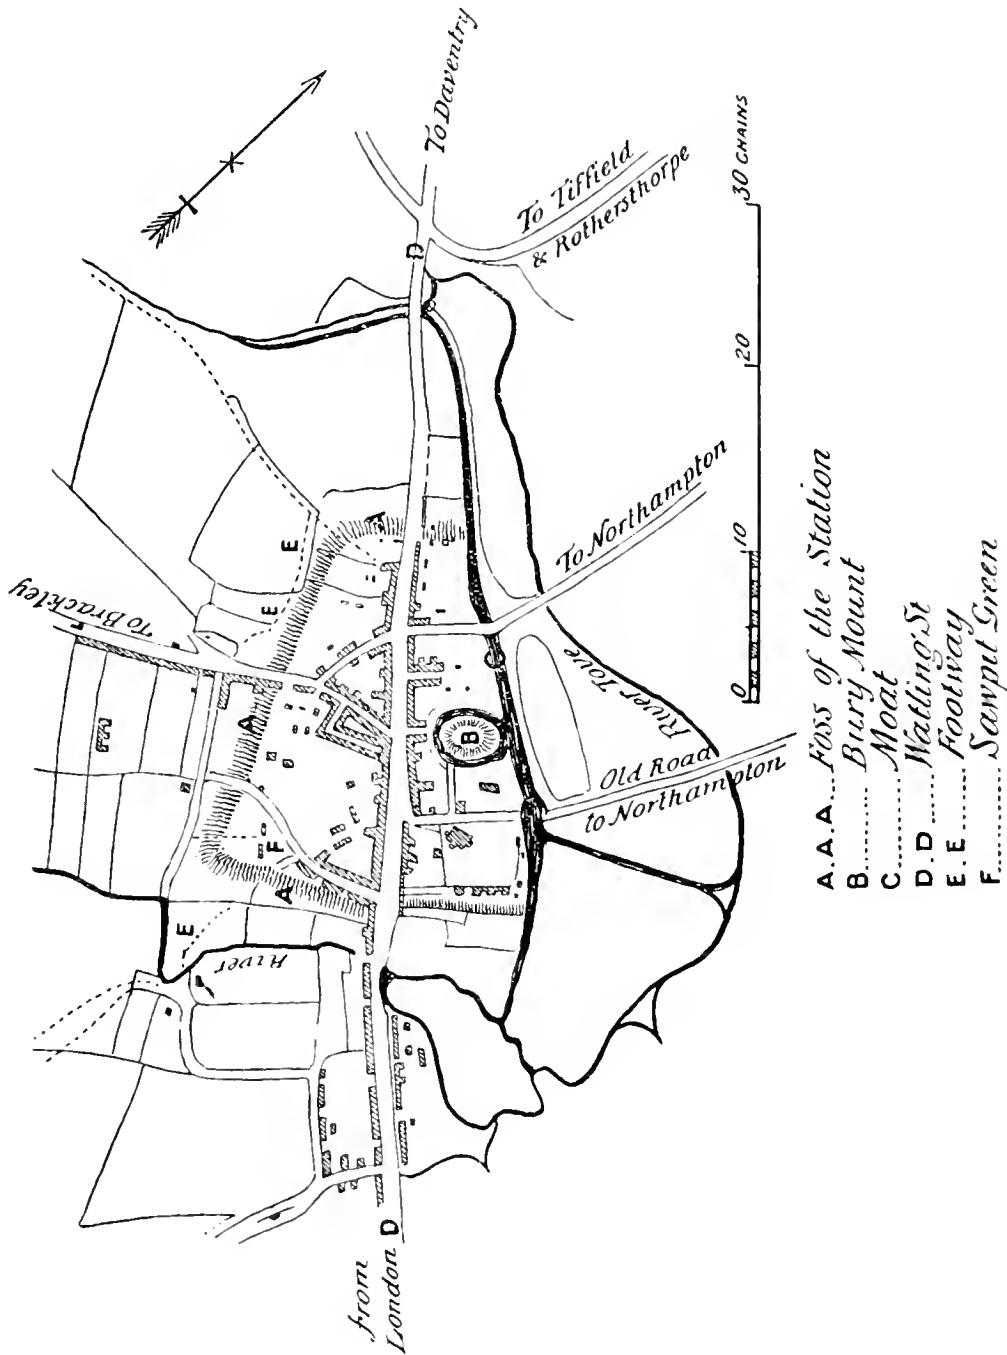 To Daventry
D
To Tiffield
& Rothersthorpe
To Brackley
E
E
A
A
A
To Northampton
River Tove
B
Old Road
to Northampton
F
E
River
D
from
London
0 10 20 30 CHAINS
A.A.A....Foss of the Station
B..........Bury Mount
C..........Moat
D.D......Watling St
E.E......Footway
F..........Sawpit Green